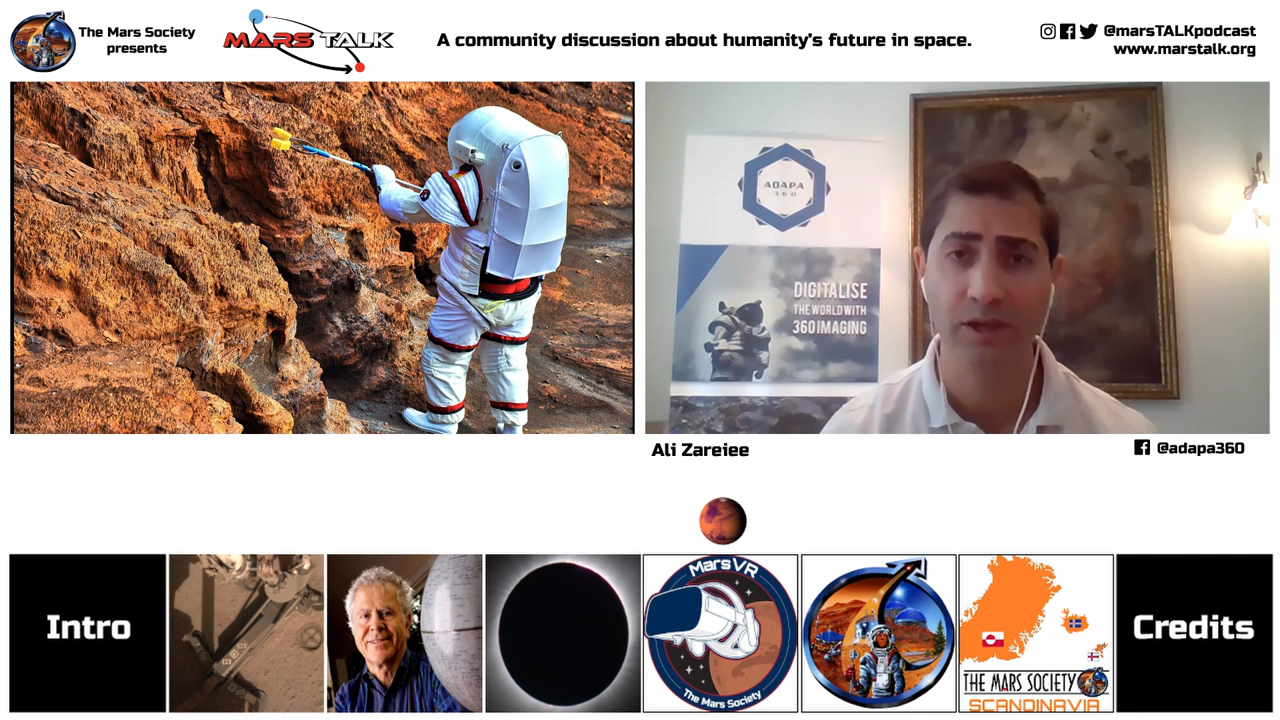 The Mars Society
presents
MARS TALK
A community discussion about humanity's future in space.
@marsTALKpodcast
www.marstalk.org
ADAPA
360
DIGITALISE
THE WORLD WITH
360 IMAGING
Ali Zareiee
@adapa360
Intro
MarsVR
The Mars Society
THE MARS SOCIETY
SCANDINAVIA
Credits